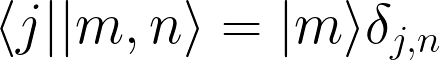 ⟨j||m, n⟩ = |m⟩δ_{j,n}